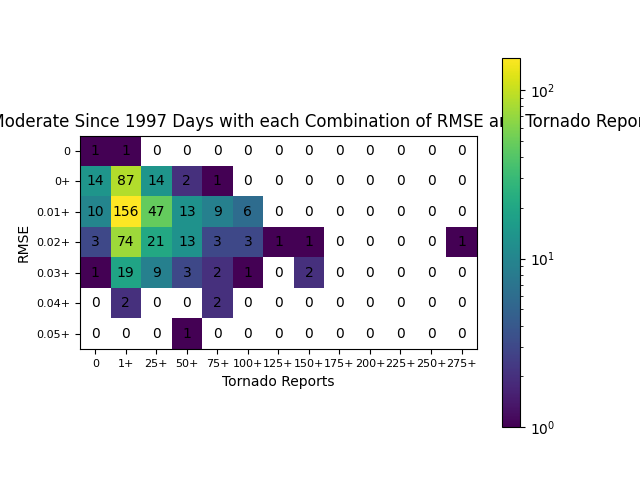 Moderate Since 1997 Days with each Combination of RMSE and Tornado Repor
RMSE
0 1 1 0 0 0 0 0 0 0 0 0 0 0
0+ 14 87 14 2 1 0 0 0 0 0 0 0 0
0.01+ 10 156 47 13 9 6 0 0 0 0 0 0 0
0.02+ 3 74 21 13 3 3 1 1 0 0 0 0 1
0.03+ 1 19 9 3 2 1 0 2 0 0 0 0 0
0.04+ 0 2 0 0 2 0 0 0 0 0 0 0 0
0.05+ 0 0 0 1 0 0 0 0 0 0 0 0 0
0 1+ 25+ 50+ 75+ 100+ 125+ 150+ 175+ 200+ 225+ 250+ 275+
Tornado Reports
10²
10¹
10⁰